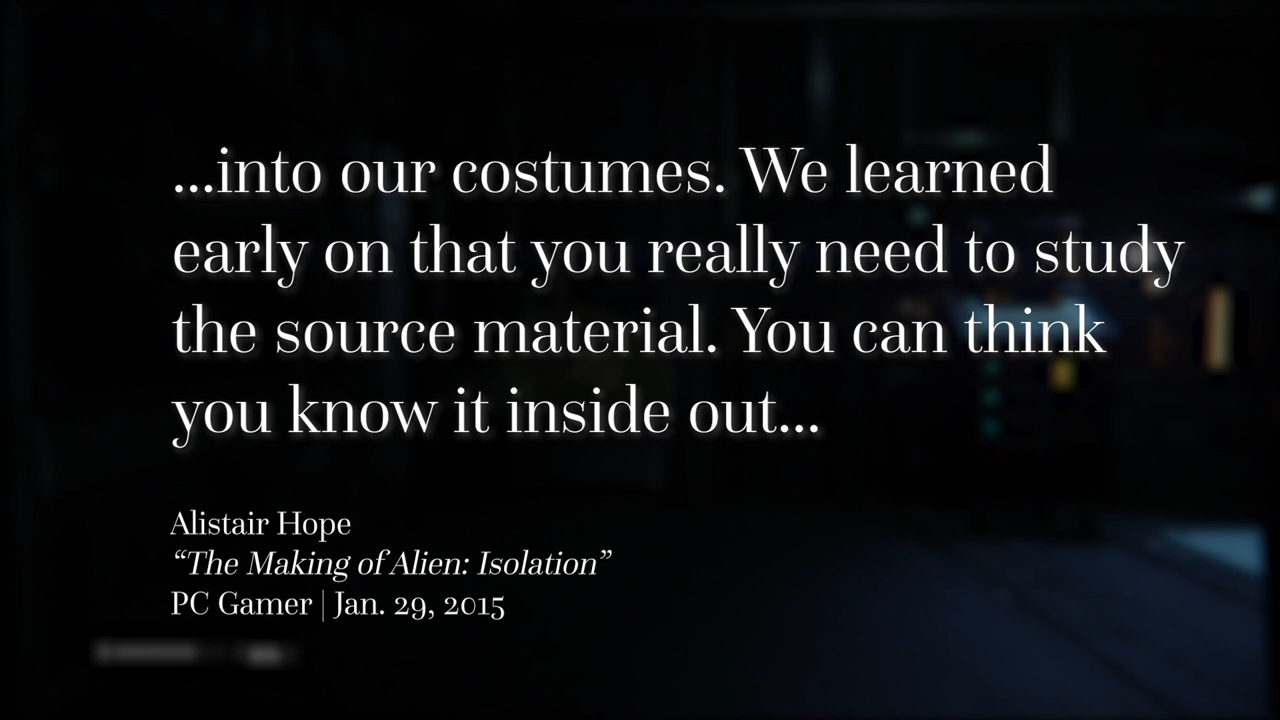 ...into our costumes. We learned
early on that you really need to study
the source material. You can think
you know it inside out...
Alistair Hope
“The Making of Alien: Isolation”
PC Gamer | Jan. 29, 2015